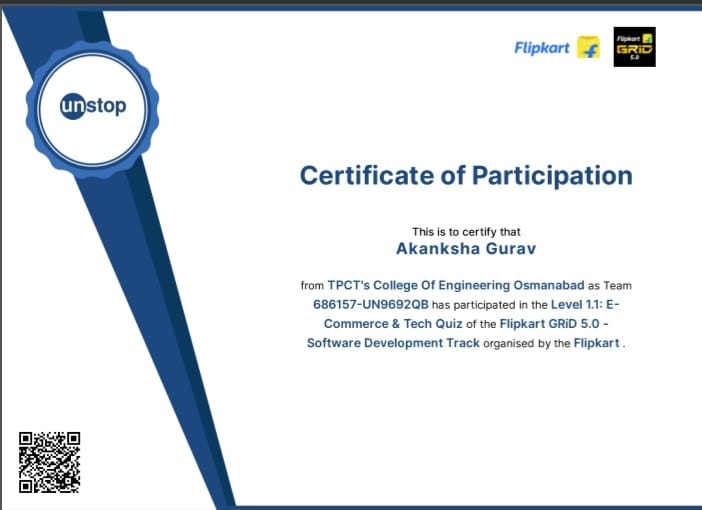 Flipkart
Flipkart
GRiD
5.0
unstop
Certificate of Participation
This is to certify that
Akanksha Gurav
from TPCT's College Of Engineering Osmanabad as Team
686157-UN9692QB has participated in the Level 1.1: E-
Commerce & Tech Quiz of the Flipkart GRiD 5.0 -
Software Development Track organised by the Flipkart .